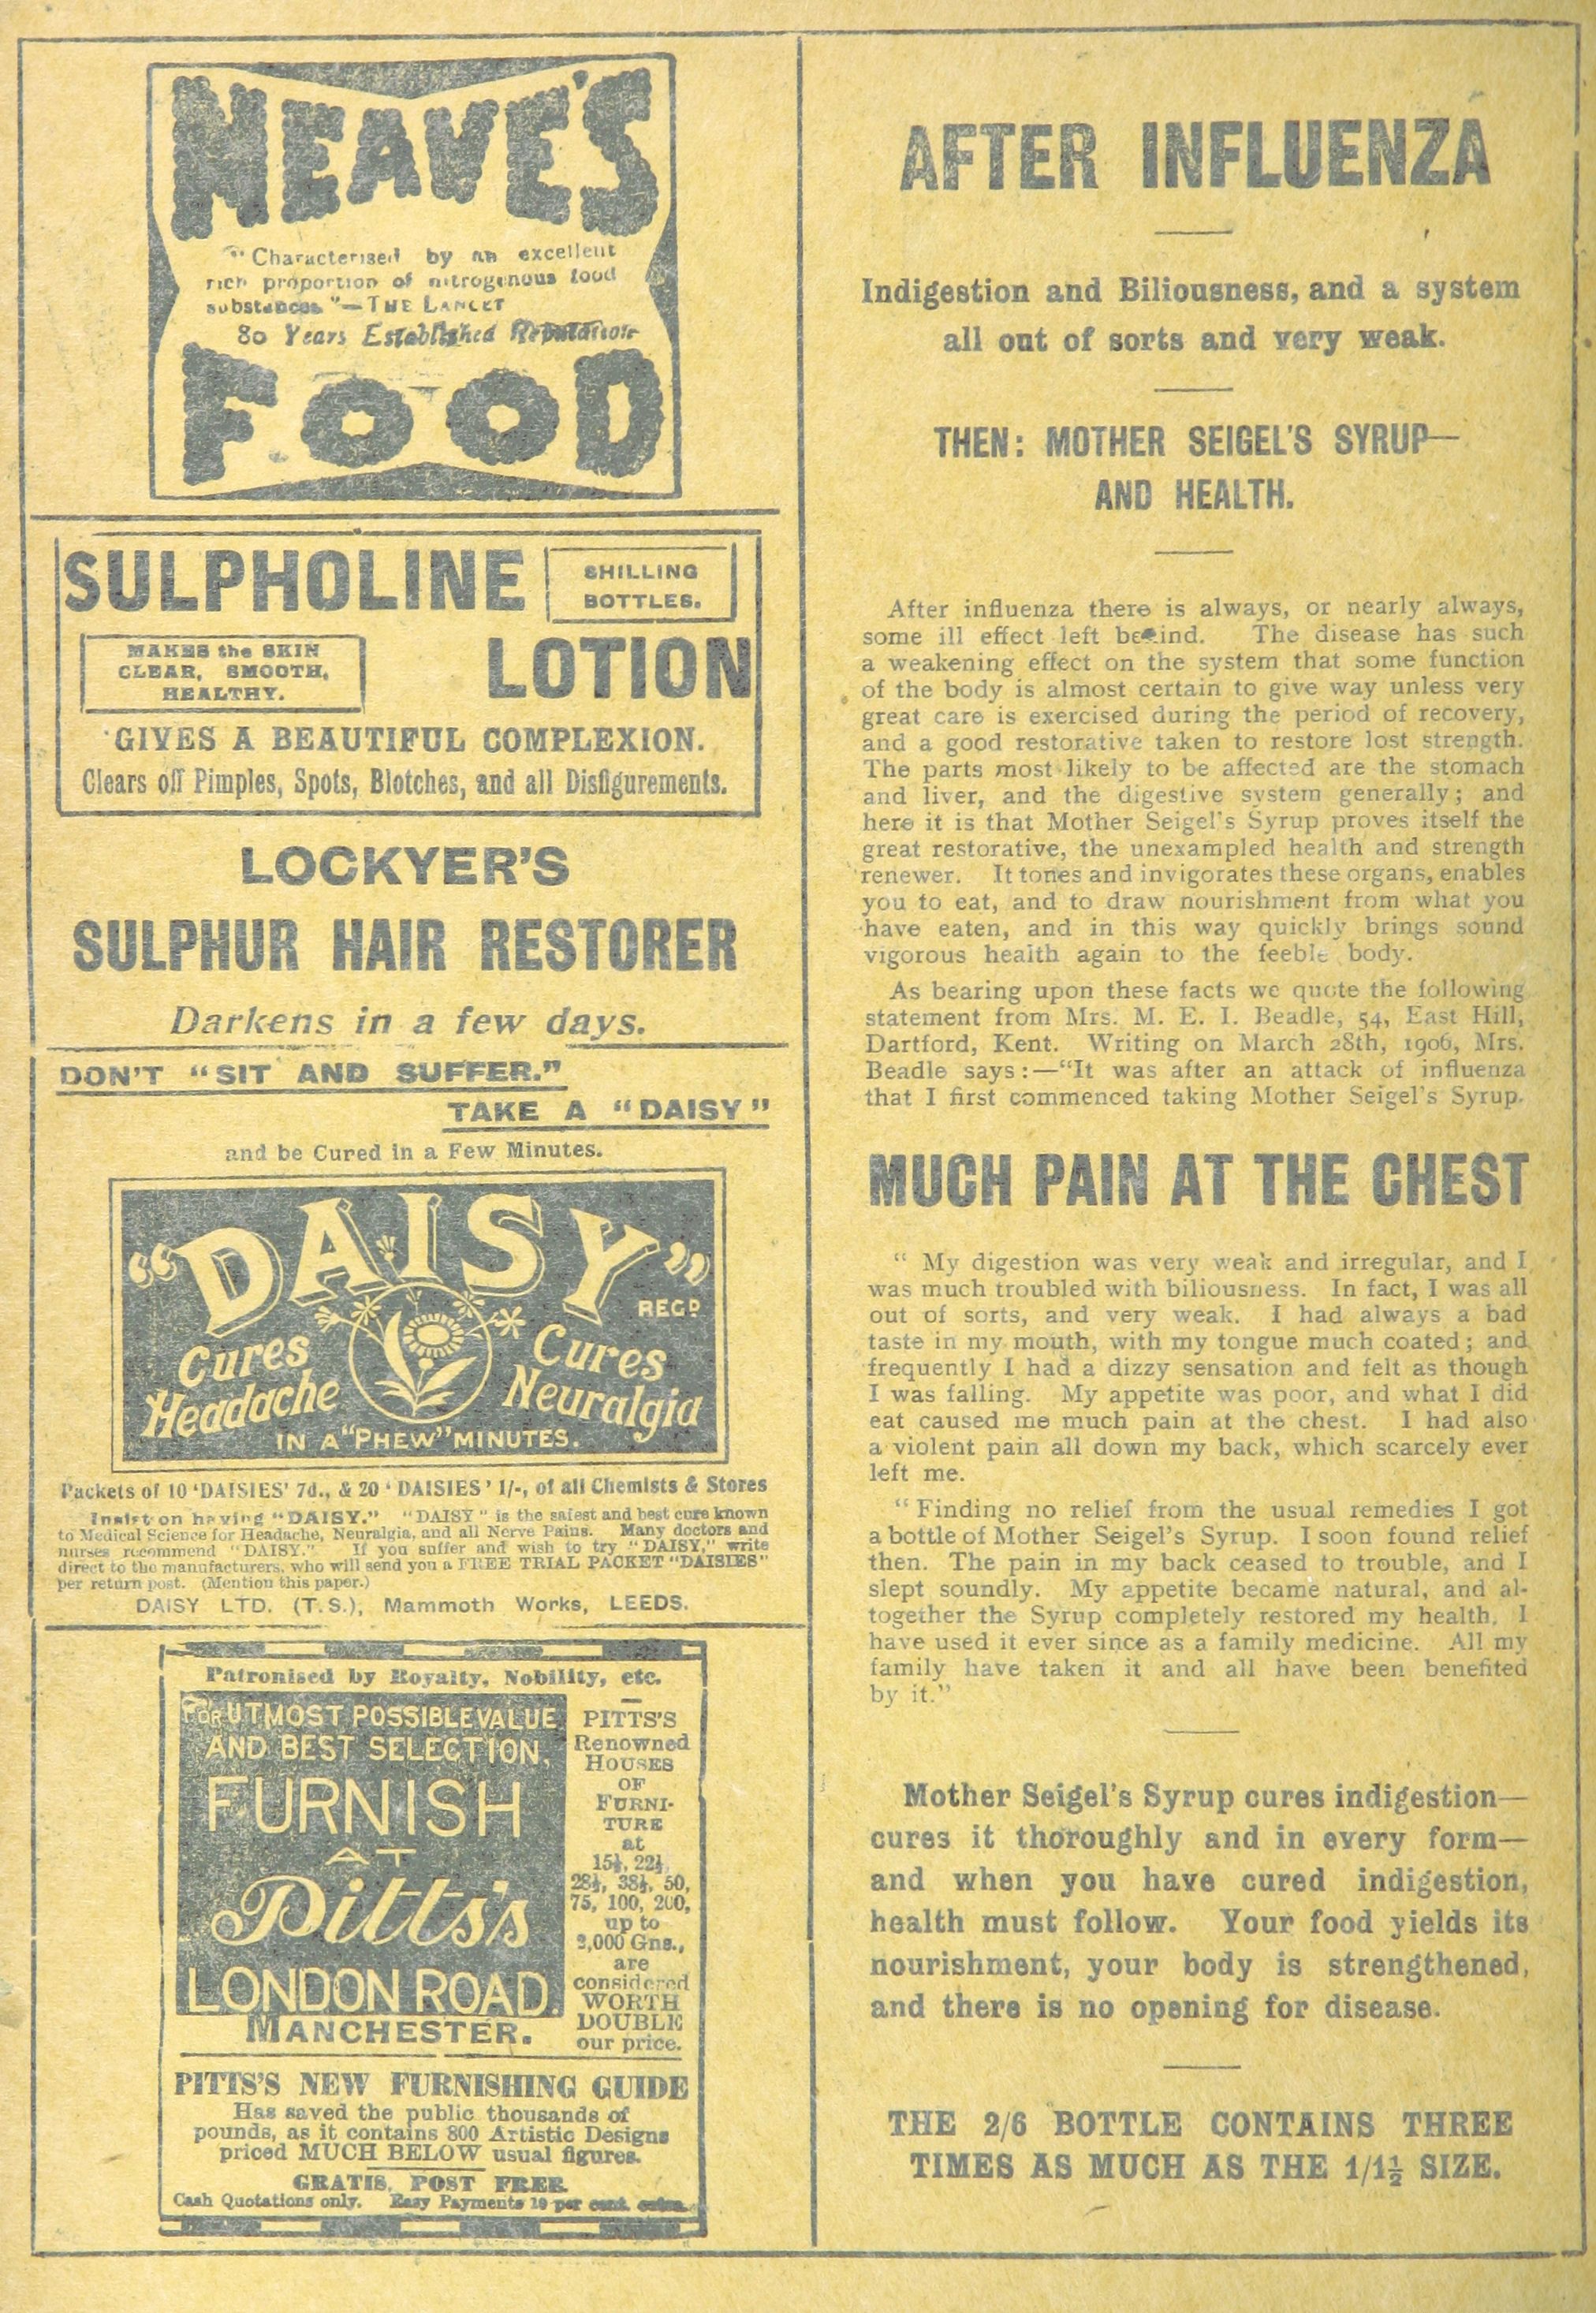 NEAVE'S
"Characterised by an excellent
rich proportion of nitrogenous food
substances"—THE LANCET
80 Years Established Reputation
FOOD
SULPHOLINE
SHILLING
BOTTLES.
MAKES the SKIN
CLEAR, SMOOTH,
HEALTHY.
LOTION
GIVES A BEAUTIFUL COMPLEXION.
Clears off Pimples, Spots, Blotches, and all Disfigurements.
LOCKYER'S
SULPHUR HAIR RESTORER
Darkens in a few days.
DON'T "SIT AND SUFFER."
TAKE A "DAISY"
and be Cured in a Few Minutes.
"DAISY"
REGD
Cures
Headache
Cures
Neuralgia
IN A "PHEW" MINUTES.
Packets of 10 'DAISIES' 7d., & 20 'DAISIES' 1/-, of all Chemists & Stores
Insist on having "DAISY." "DAISY" is the safest and best cure known
to Medical Science for Headache, Neuralgia, and all Nerve Pains. Many doctors and
nurses recommend "DAISY." If you suffer and wish to try "DAISY," write
direct to the manufacturers, who will send you a FREE TRIAL PACKET "DAISIES"
per return post. (Mention this paper.)
DAISY LTD. (T.S.), Mammoth Works, LEEDS.
Patronised by Royalty, Nobility, etc.
FOR UTMOST POSSIBLE VALUE
AND BEST SELECTION,
FURNISH
AT
Pitts's
LONDON ROAD,
MANCHESTER.
PITTS'S
Renowned
HOUSES
OF
FURNI-
TURE
at
15½, 22½,
28½, 38½, 50,
75, 100, 200,
up to
2,000 Gns.,
are
considered
WORTH
DOUBLE
our price.
PITTS'S NEW FURNISHING GUIDE
Has saved the public thousands of
pounds, as it contains 800 Artistic Designs
priced MUCH BELOW usual figures.
GRATIS, POST FREE.
Cash Quotations only. Easy Payments 10 per cent. extra.
AFTER INFLUENZA
Indigestion and Biliousness, and a system
all out of sorts and very weak.
THEN: MOTHER SEIGEL'S SYRUP—
AND HEALTH.
After influenza there is always, or nearly always,
some ill effect left behind. The disease has such
a weakening effect on the system that some function
of the body is almost certain to give way unless very
great care is exercised during the period of recovery,
and a good restorative taken to restore lost strength.
The parts most likely to be affected are the stomach
and liver, and the digestive system generally; and
here it is that Mother Seigel's Syrup proves itself the
great restorative, the unexampled health and strength
renewer. It tones and invigorates these organs, enables
you to eat, and to draw nourishment from what you
have eaten, and in this way quickly brings sound
vigorous health again to the feeble body.
As bearing upon these facts we quote the following
statement from Mrs. M. E. I. Beadle, 54, East Hill,
Dartford, Kent. Writing on March 28th, 1906, Mrs.
Beadle says:—"It was after an attack of influenza
that I first commenced taking Mother Seigel's Syrup.
MUCH PAIN AT THE CHEST
"My digestion was very weak and irregular, and I
was much troubled with biliousness. In fact, I was all
out of sorts, and very weak. I had always a bad
taste in my mouth, with my tongue much coated; and
frequently I had a dizzy sensation and felt as though
I was falling. My appetite was poor, and what I did
eat caused me much pain at the chest. I had also
a violent pain all down my back, which scarcely ever
left me.
"Finding no relief from the usual remedies I got
a bottle of Mother Seigel's Syrup. I soon found relief
then. The pain in my back ceased to trouble, and I
slept soundly. My appetite became natural, and al-
together the Syrup completely restored my health. I
have used it ever since as a family medicine. All my
family have taken it and all have been benefited
by it."
Mother Seigel's Syrup cures indigestion—
cures it thoroughly and in every form—
and when you have cured indigestion,
health must follow. Your food yields its
nourishment, your body is strengthened,
and there is no opening for disease.
THE 2/6 BOTTLE CONTAINS THREE
TIMES AS MUCH AS THE 1/1½ SIZE.